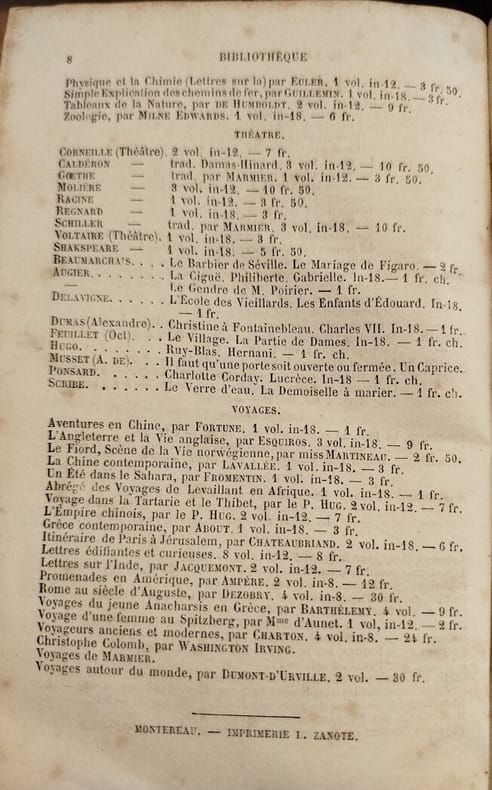 8 BIBLIOTHÈQUE
Physique et la Chimie (Lettres sur la) par EULER. 1 vol. in-12. — 3 fr.
Simple Explication des chemins de fer, par GUILLEMIN. 1 vol. in-18. — 3 fr. 50.
Tableaux de la Nature, par DE HUMBOLDT. 2 vol. in-12. — 9 fr.
Zoologie, par MILNE EDWARDS. 1 vol. in-18. — 6 fr.
THÉATRE.
CORNEILLE (Théâtre). 2 vol. in-12. — 7 fr.
CALDÉRON — trad. Damas-Hinard. 3 vol. in-12. — 10 fr. 50.
GŒTHE — trad. par MARMIER. 1 vol. in-12. — 3 fr. 50.
MOLIÈRE — 3 vol. in-12. — 10 fr. 50.
RACINE — 1 vol. in-12. — 3 fr. 50.
REGNARD — 1 vol. in-18. — 3 fr.
SCHILLER — trad. par MARMIER. 3 vol. in-18. — 10 fr.
VOLTAIRE (Théâtre). 1 vol. in-18. — 3 fr.
SHAKSPEARE — 1 vol. in-18. — 5 fr. 50.
BEAUMARCHAIS. . . . Le Barbier de Séville. Le Mariage de Figaro. — 2 fr.
AUGIER. . . . . . . . La Ciguë. Philiberte. Gabrielle. In-18.— 1 fr. ch.
— Le Gendre de M. Poirier. — 1 fr.
DELAVIGNE. . . . . . L'École des Vieillards. Les Enfants d'Édouard. In-18.
— 1 fr.
DUMAS (Alexandre). . Christine à Fontainebleau. Charles VII. In-18. — 1 fr.
FEUILLET (Oct). . . Le Village. La Partie de Dames. In-18. — 1 fr. ch.
HUGO. . . . . . . . . Ruy-Blas. Hernani. — 1 fr. ch.
MUSSET (A. DE). . . Il faut qu'une porte soit ouverte ou fermée. Un Caprice.
PONSARD. . . . . . Charlotte Corday. Lucrèce. In-18 — 1 fr. ch.
SCRIBE. . . . . . . Le Verre d'eau. La Demoiselle à marier. — 1 fr. ch.
VOYAGES.
Aventures en Chine, par FORTUNE. 1 vol. in-18. — 1 fr.
L'Angleterre et la Vie anglaise, par ESQUIROS. 3 vol. in-18. — 9 fr.
Le Fiord, Scène de la Vie norwégienne, par miss MARTINEAU. — 2 fr. 50.
La Chine contemporaine, par LAVALLÉE. 1 vol. in-18. — 3 fr.
Un Été dans le Sahara, par FROMENTIN. 1 vol. in-18. — 3 fr.
Abrégé des Voyages de Levaillant en Afrique. 1 vol. in-18. — 1 fr.
Voyage dans la Tartarie et le Thibet, par le P. HUG. 2 vol. in-12. — 7 fr.
L'Empire chinois, par le P. HUG. 2 vol. in-12. — 7 fr.
Grèce contemporaine, par ABOUT. 1 vol. in-18. — 3 fr.
Itinéraire de Paris à Jérusalem, par CHATEAUBRIAND. 2 vol. in-18. — 6 fr.
Lettres édifiantes et curieuses. 8 vol. in-12. — 8 fr.
Lettres sur l'Inde, par JACQUEMONT. 2 vol. in-12. — 7 fr.
Promenades en Amérique, par AMPÈRE. 2 vol. in-8. — 12 fr.
Rome au siècle d'Auguste, par DEZOBRY. 4 vol. in-8. — 30 fr.
Voyages du jeune Anacharsis en Grèce, par BARTHÉLEMY. 4 vol. — 9 fr.
Voyage d'une femme au Spitzberg, par Mme d'Aunet. 1 vol. in-12. — 2 fr.
Voyageurs anciens et modernes, par CHARTON. 4 vol. in-8. — 24 fr.
Christophe Colomb, par WASHINGTON IRVING.
Voyages de MARMIER.
Voyages autour du monde, par DUMONT-D'URVILLE. 2 vol. — 30 fr.
MONTEREAU. — IMPRIMERIE L. ZANOTE.